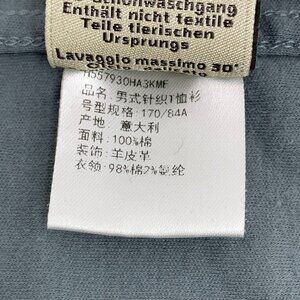 Schonwaschgang
Enthält nicht textile
Teile tierischen
Ursprungs
Lavaggio massimo 30°
H557930HA3KMF
品名: 男式针织T恤衫
号型规格: 170/84A
产地: 意大利
面料: 100%棉
装饰: 羊皮革
衣领: 98%棉2%氨纶